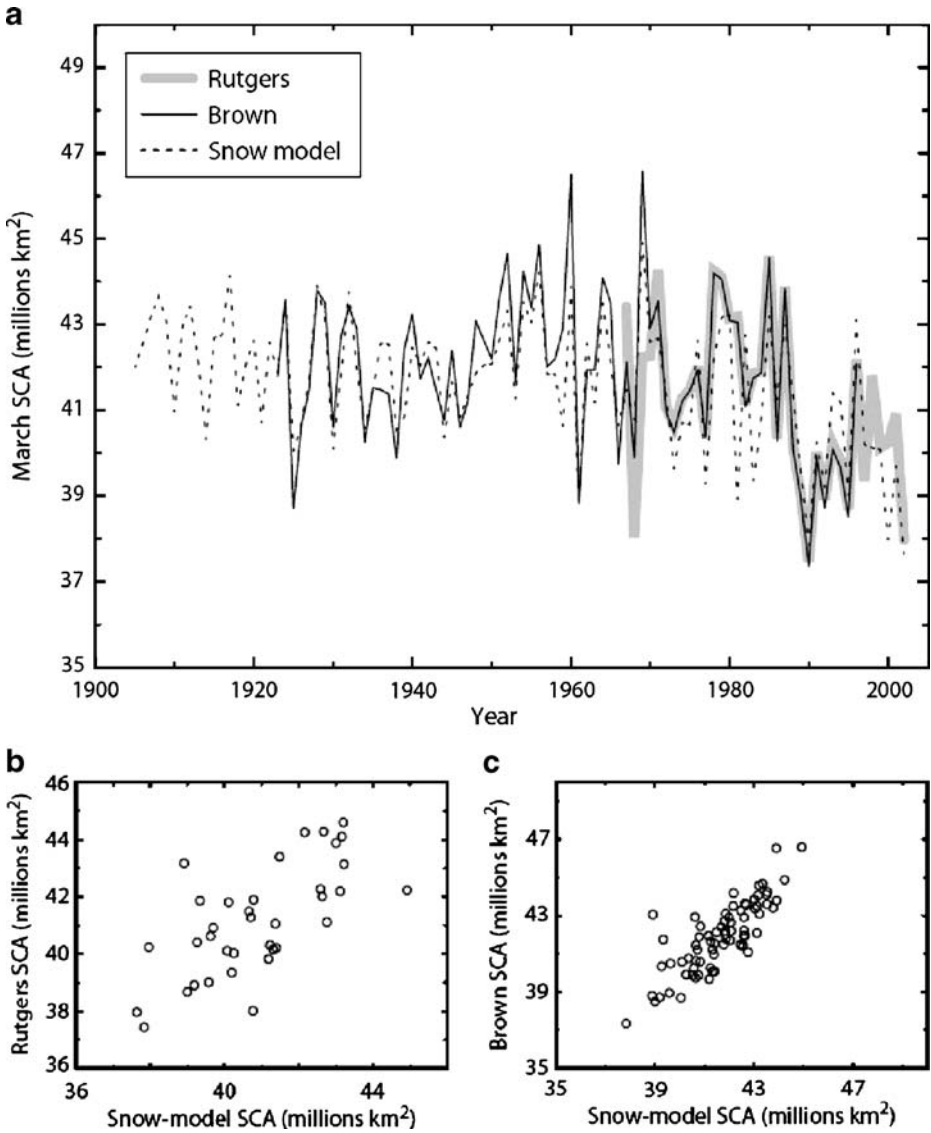 a
49
47
45
43
41
39
37
35
March SCA (millions km²)
Rutgers
Brown
Snow model
1900
1920
1940
1960
1980
2000
Year
b
46
44
42
40
38
36
Rutgers SCA (millions km²)
36
40
44
Snow-model SCA (millions km²)
c
47
43
39
35
Brown SCA (millions km²)
35
39
43
47
Snow-model SCA (millions km²)